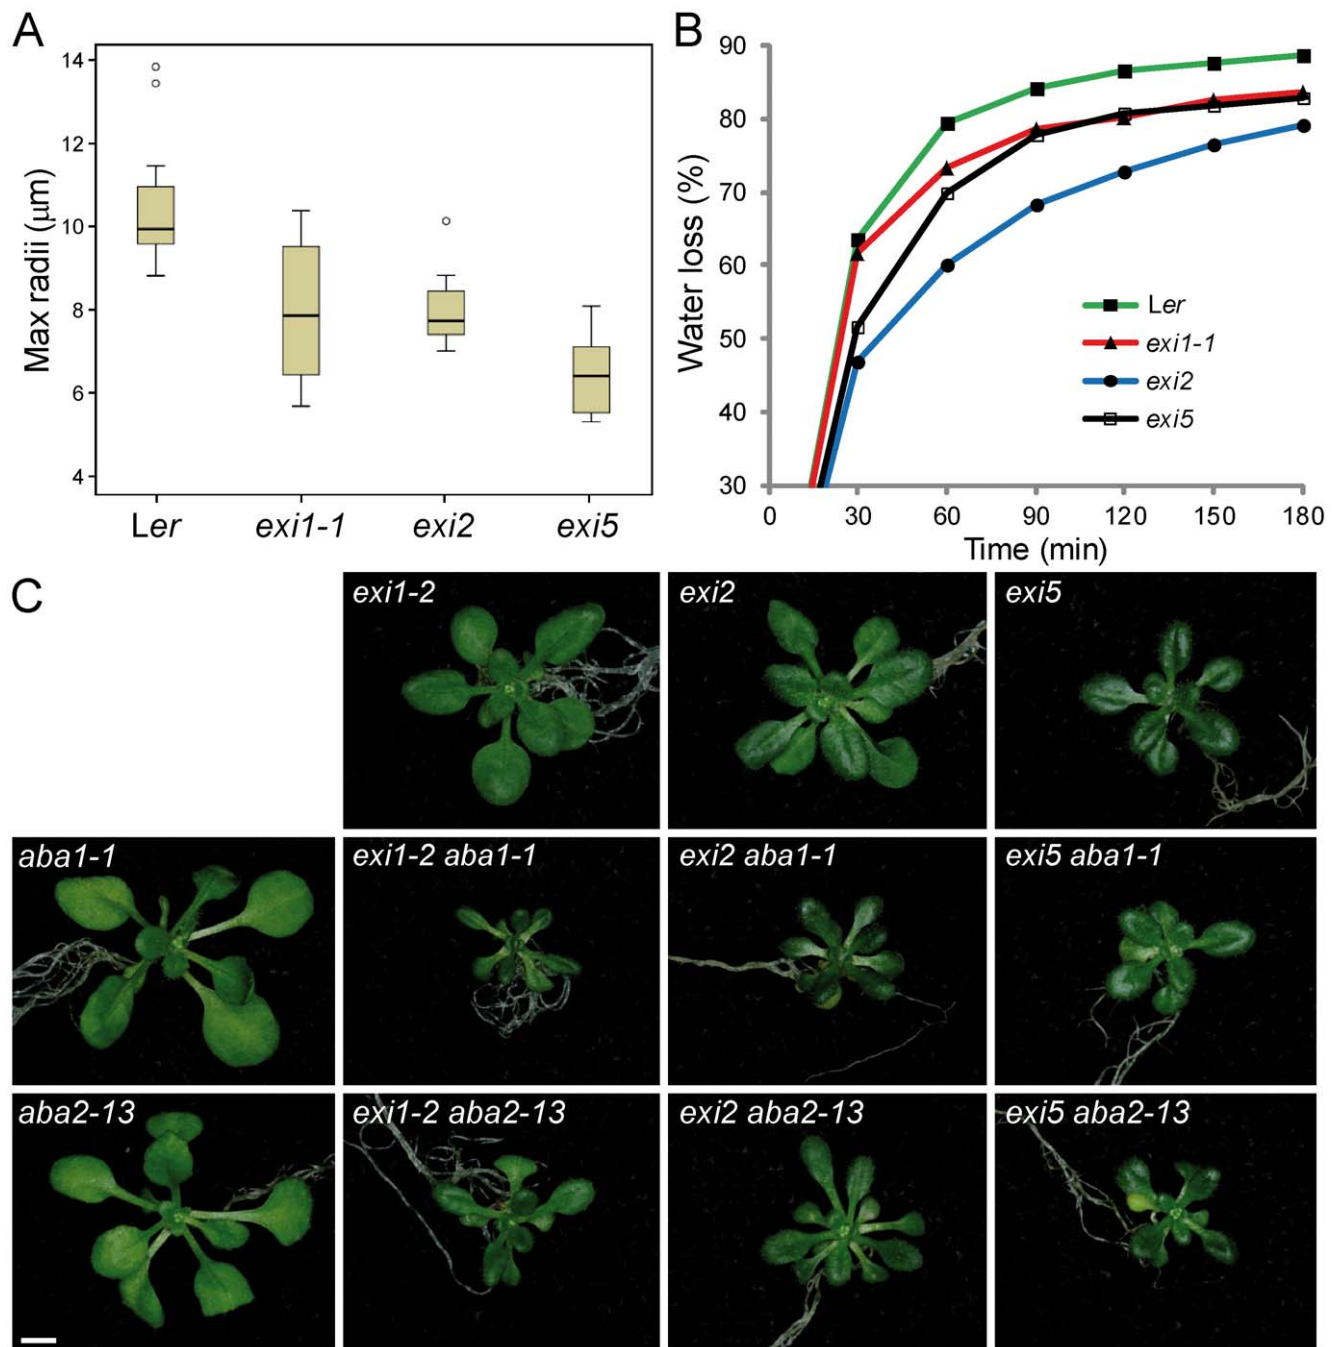 A
Max radii (µm)
14
12
10
8
6
4
Ler
exi1-1
exi2
exi5
B
Water loss (%)
90
80
70
60
50
40
30
0
30
60
90
120
150
180
Time (min)
Ler
exi1-1
exi2
exi5
C
exi1-2
exi2
exi5
aba1-1
exi1-2 aba1-1
exi2 aba1-1
exi5 aba1-1
aba2-13
exi1-2 aba2-13
exi2 aba2-13
exi5 aba2-13